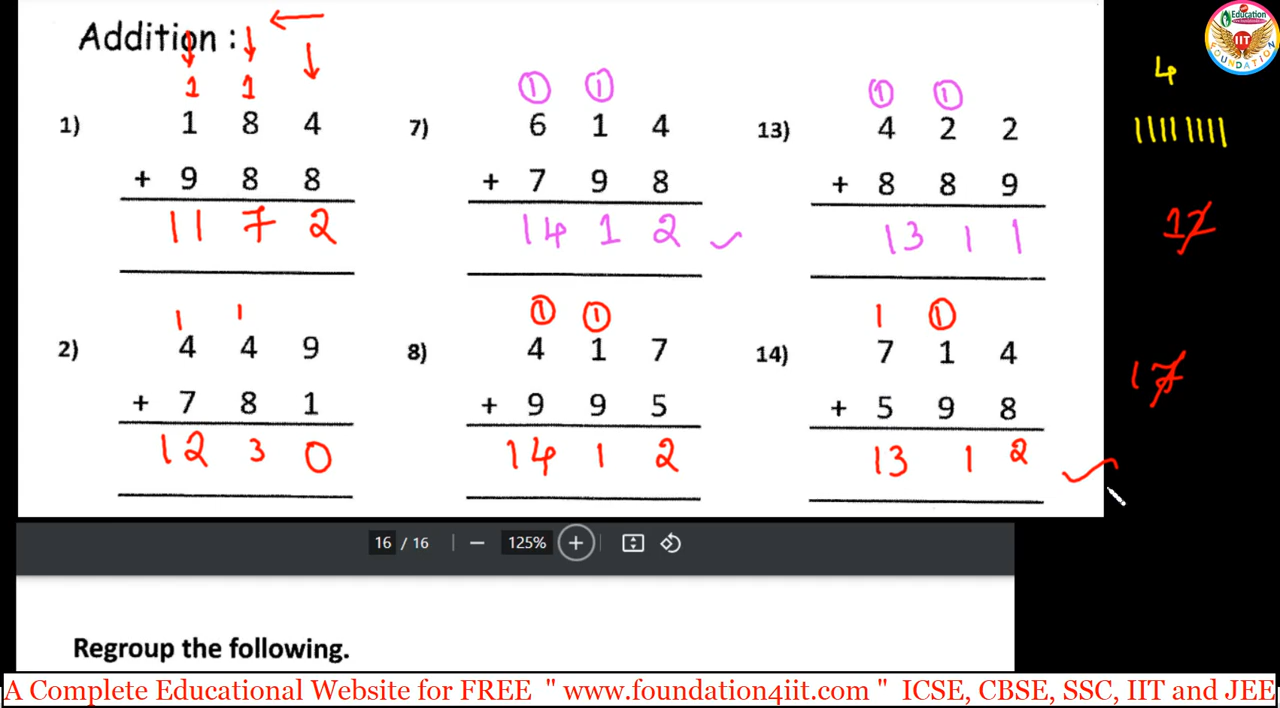 Addition :
1 1
1) 1 8 4
+ 9 8 8
11 7 2
① ①
7) 6 1 4
+ 7 9 8
14 1 2
① ①
13) 4 2 2
+ 8 8 9
13 1 1
1 1
2) 4 4 9
+ 7 8 1
12 3 0
① ①
8) 4 1 7
+ 9 9 5
14 1 2
1 ①
14) 7 1 4
+ 5 9 8
13 1 2
4
12
17
Education
IIT
FOUNDATION
16 / 16 125%
Regroup the following.
A Complete Educational Website for FREE " www.foundation4iit.com " ICSE, CBSE, SSC, IIT and JEE